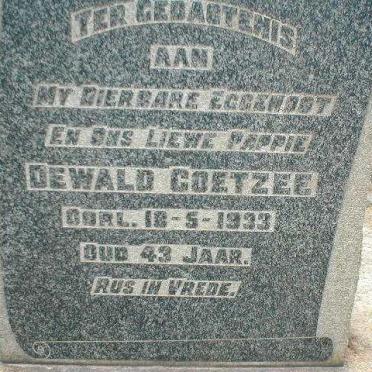 TER GEDAGTENIS
AAN
MY DIERBARE EGGENOOT
EN ONS LIEWE PAPPIE
DEWALD COETZEE
OORL. 18-5-1933
OUD 43 JAAR.
RUS IN VREDE.